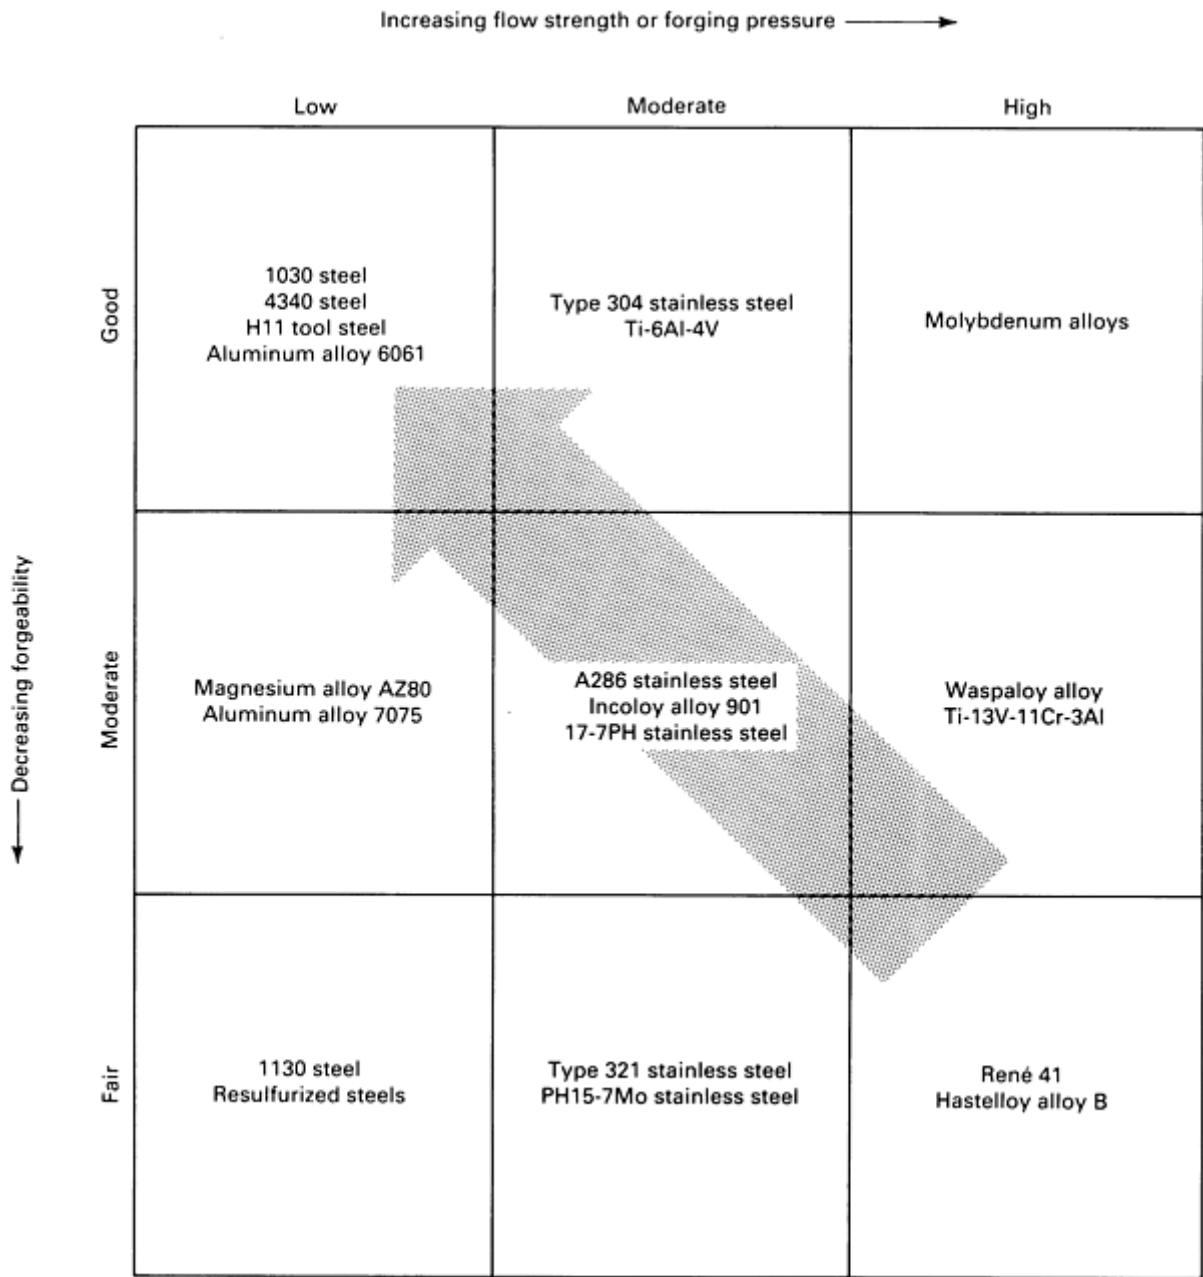 Increasing flow strength or forging pressure
Low
Moderate
High
Good
1030 steel
4340 steel
H11 tool steel
Aluminum alloy 6061
Type 304 stainless steel
Ti-6Al-4V
Molybdenum alloys
Decreasing forgeability
Moderate
Magnesium alloy AZ80
Aluminum alloy 7075
A286 stainless steel
Incoloy alloy 901
17-7PH stainless steel
Waspaloy alloy
Ti-13V-11Cr-3Al
Fair
1130 steel
Resulfurized steels
Type 321 stainless steel
PH15-7Mo stainless steel
René 41
Hastelloy alloy B